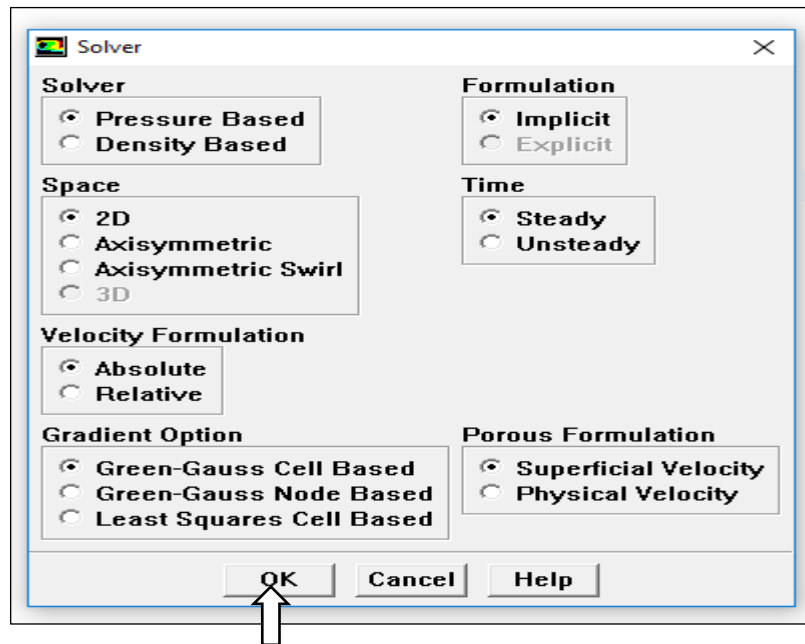 Solver
Solver
Pressure Based
Density Based
Formulation
Implicit
Explicit
Space
2D
Axisymmetric
Axisymmetric Swirl
3D
Time
Steady
Unsteady
Velocity Formulation
Absolute
Relative
Gradient Option
Green-Gauss Cell Based
Green-Gauss Node Based
Least Squares Cell Based
Porous Formulation
Superficial Velocity
Physical Velocity
OK Cancel Help